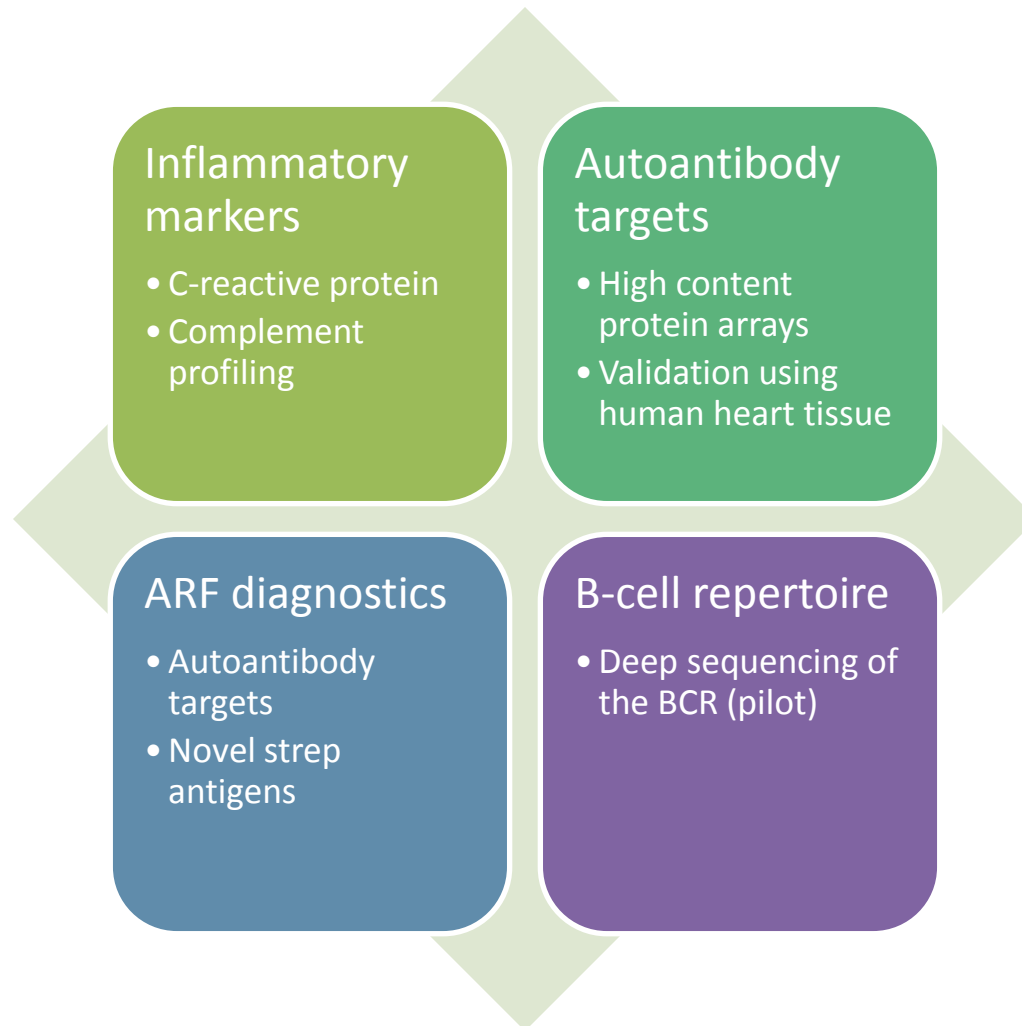 Inflammatory
markers
• C-reactive protein
• Complement
profiling
Autoantibody
targets
• High content
protein arrays
• Validation using
human heart tissue
ARF diagnostics
• Autoantibody
targets
• Novel strep
antigens
B-cell repertoire
• Deep sequencing of
the BCR (pilot)